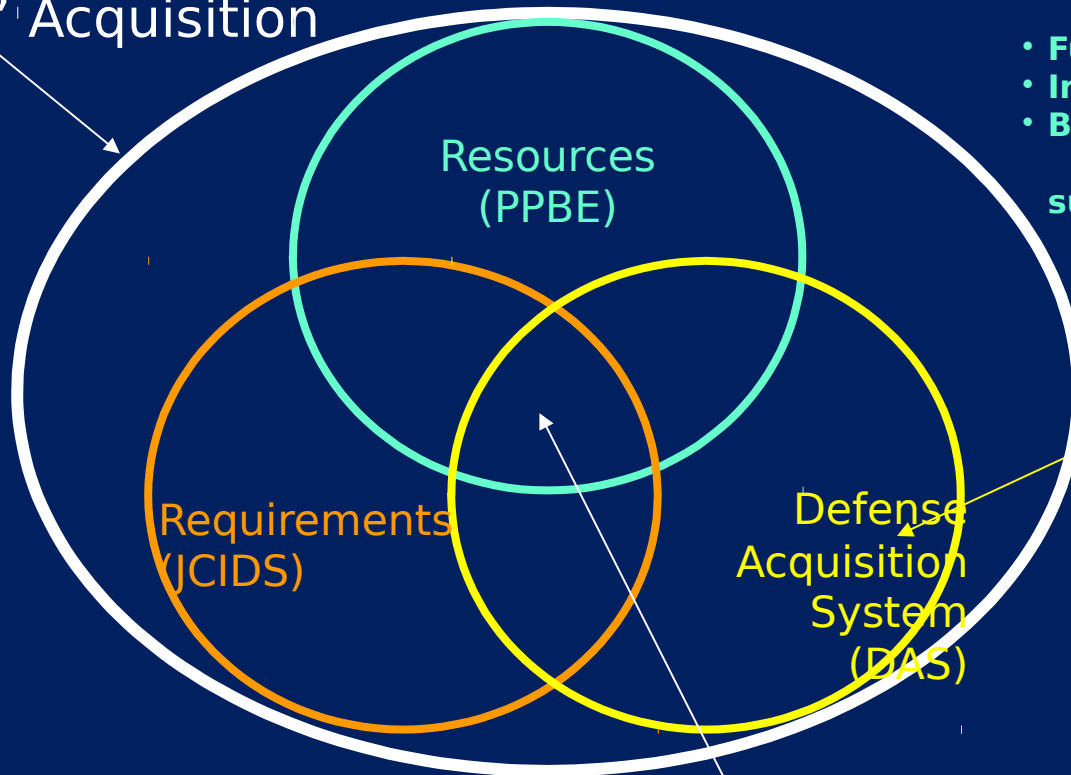 Acquisition
Resources
(PPBE)
Requirements
(JCIDS)
Defense
Acquisition
System
(DAS)